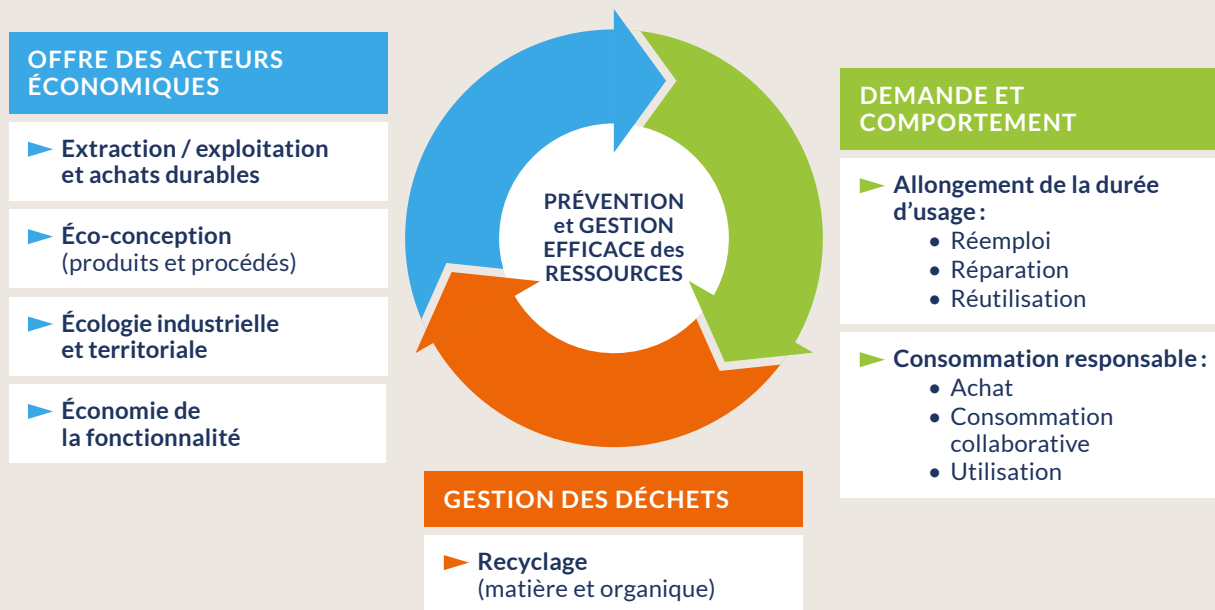 OFFRE DES ACTEURS
ÉCONOMIQUES
Extraction / exploitation
et achats durables
Éco-conception
(produits et procédés)
Écologie industrielle
et territoriale
Économie de
la fonctionnalité
PRÉVENTION
et GESTION
EFFICACE des
RESSOURCES
DEMANDE ET
COMPORTEMENT
Allongement de la durée
d’usage :
• Réemploi
• Réparation
• Réutilisation
Consommation responsable :
• Achat
• Consommation
collaborative
• Utilisation
GESTION DES DÉCHETS
Recyclage
(matière et organique)